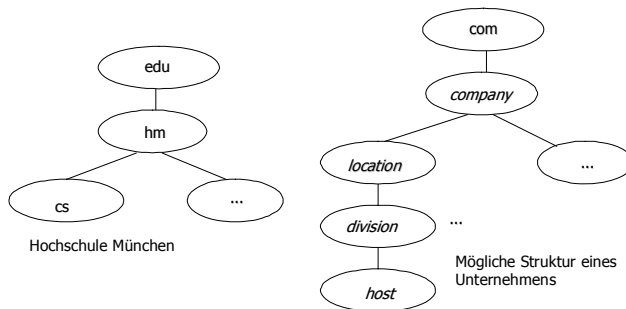 edu
hm
cs
...
Hochschule München
com
company
location
...
division
...
host
Mögliche Struktur eines
Unternehmens